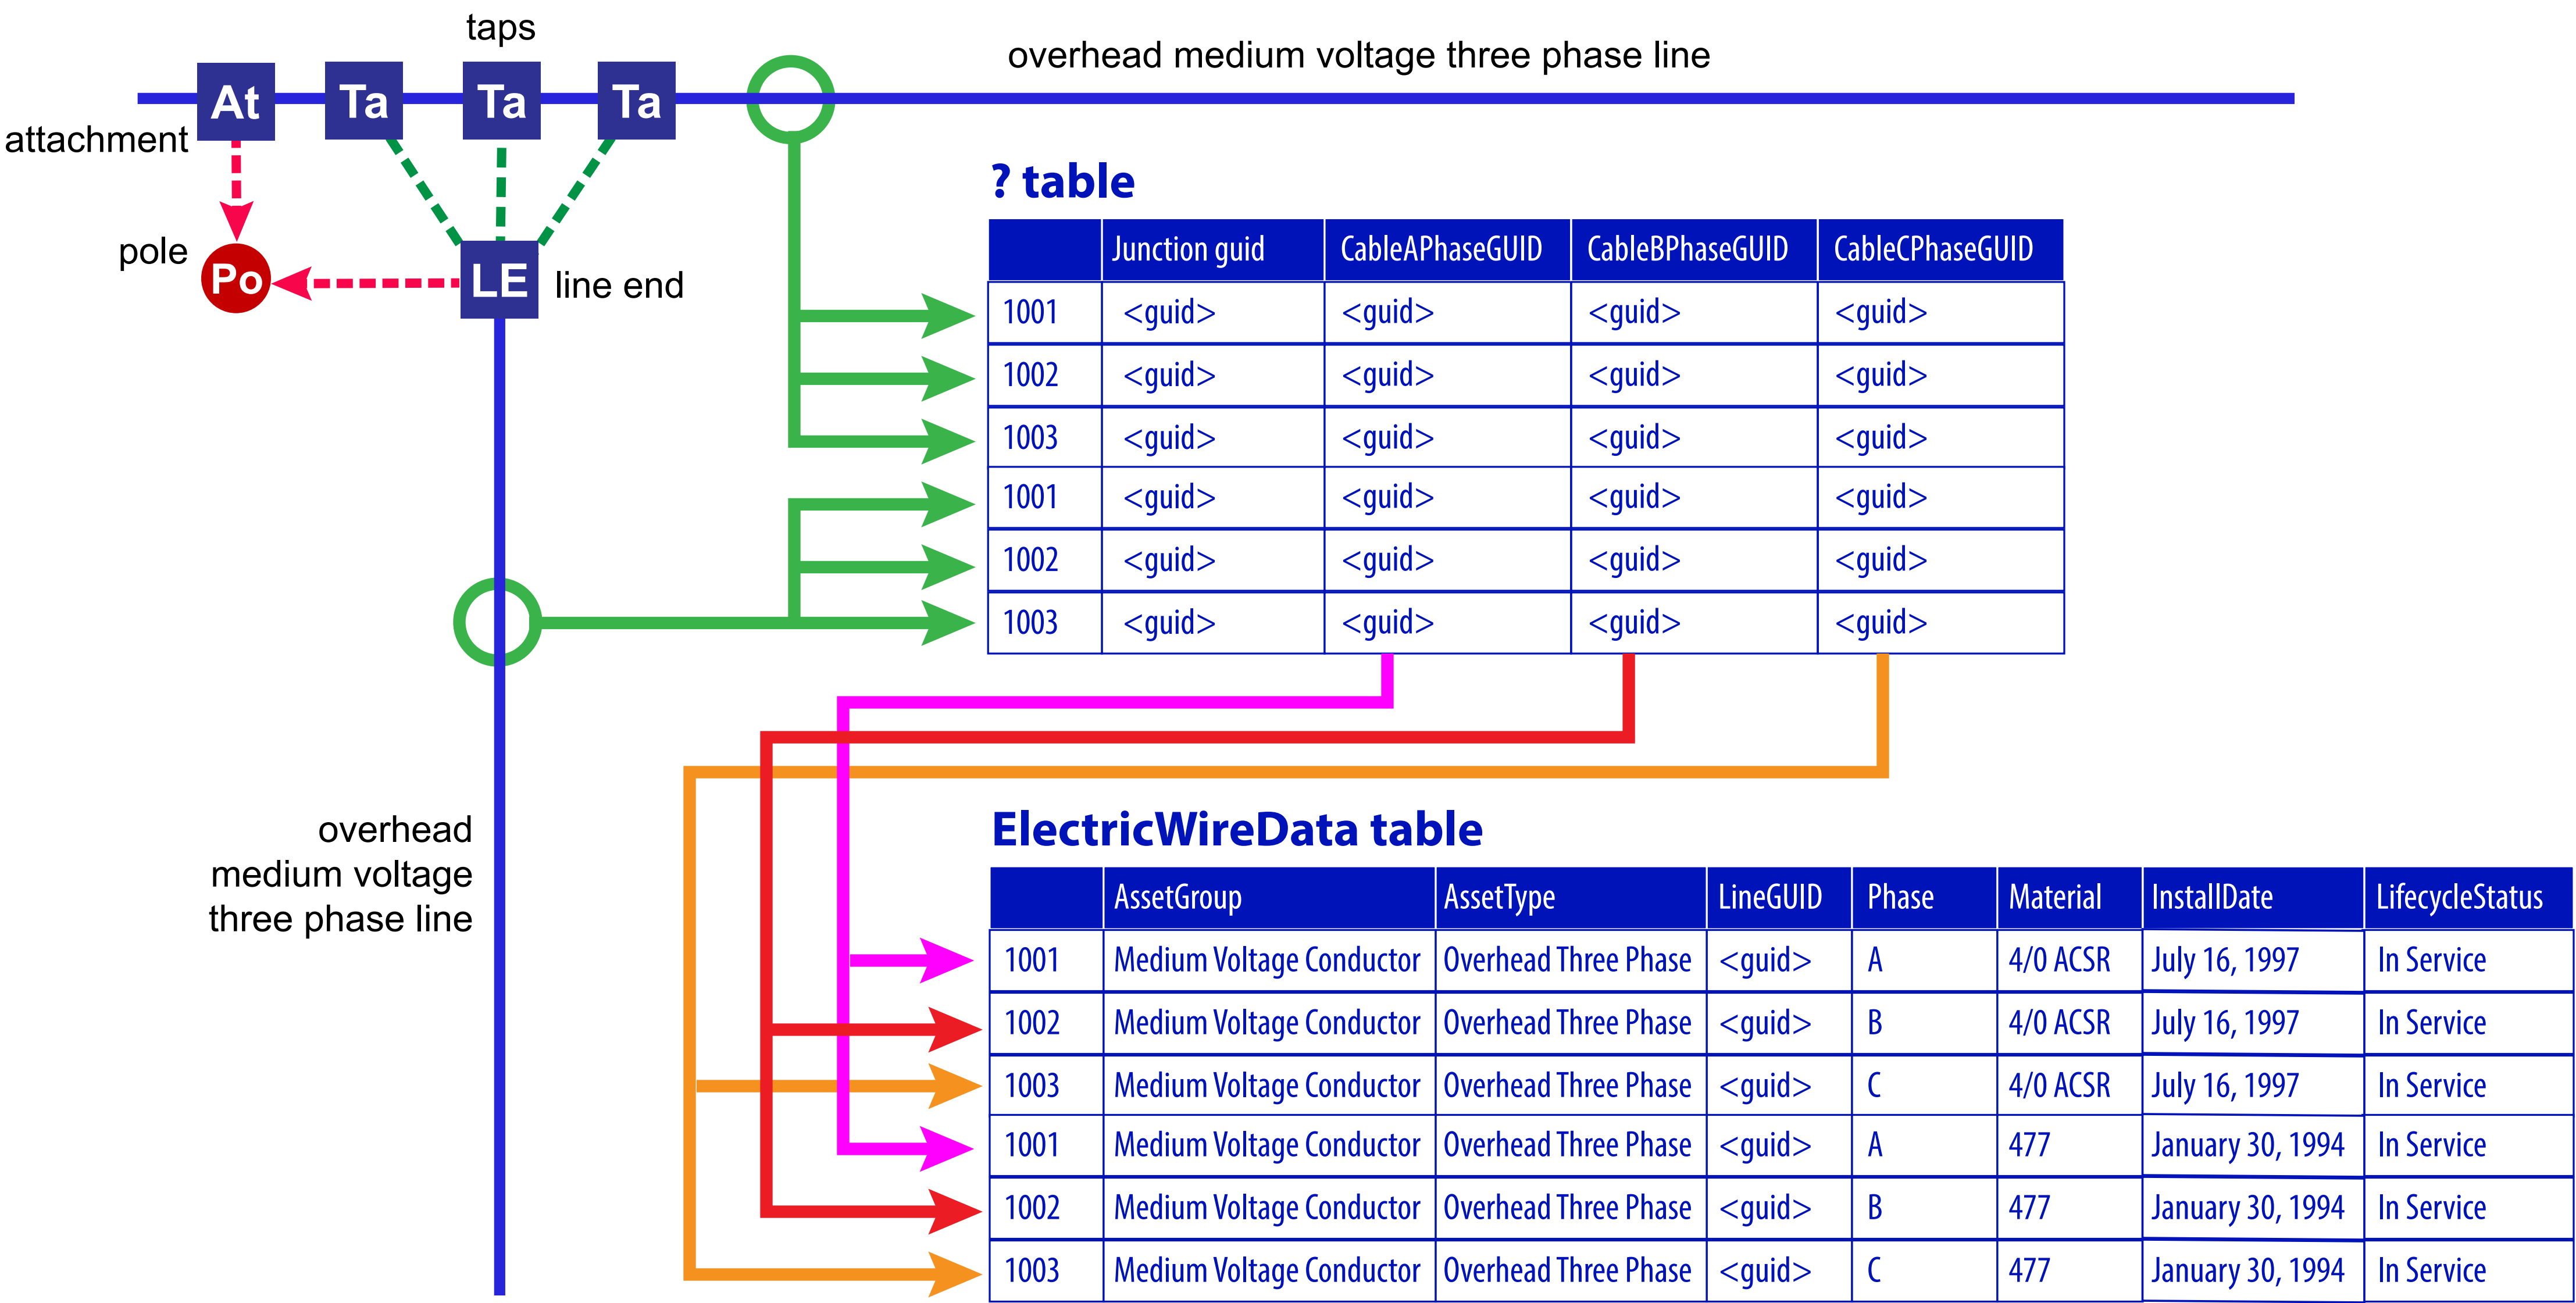 taps
overhead medium voltage three phase line
At Ta Ta Ta
attachment
pole
Po
LE
line end
? table
Junction guid CableAPhaseGUID CableBPhaseGUID CableCPhaseGUID
1001 <guid> <guid> <guid> <guid>
1002 <guid> <guid> <guid> <guid>
1003 <guid> <guid> <guid> <guid>
1001 <guid> <guid> <guid> <guid>
1002 <guid> <guid> <guid> <guid>
1003 <guid> <guid> <guid> <guid>
overhead
medium voltage
three phase line
ElectricWireData table
AssetGroup AssetType LineGUID Phase Material InstallDate LifecycleStatus
1001 Medium Voltage Conductor Overhead Three Phase <guid> A 4/0 ACSR July 16, 1997 In Service
1002 Medium Voltage Conductor Overhead Three Phase <guid> B 4/0 ACSR July 16, 1997 In Service
1003 Medium Voltage Conductor Overhead Three Phase <guid> C 4/0 ACSR July 16, 1997 In Service
1001 Medium Voltage Conductor Overhead Three Phase <guid> A 477 January 30, 1994 In Service
1002 Medium Voltage Conductor Overhead Three Phase <guid> B 477 January 30, 1994 In Service
1003 Medium Voltage Conductor Overhead Three Phase <guid> C 477 January 30, 1994 In Service